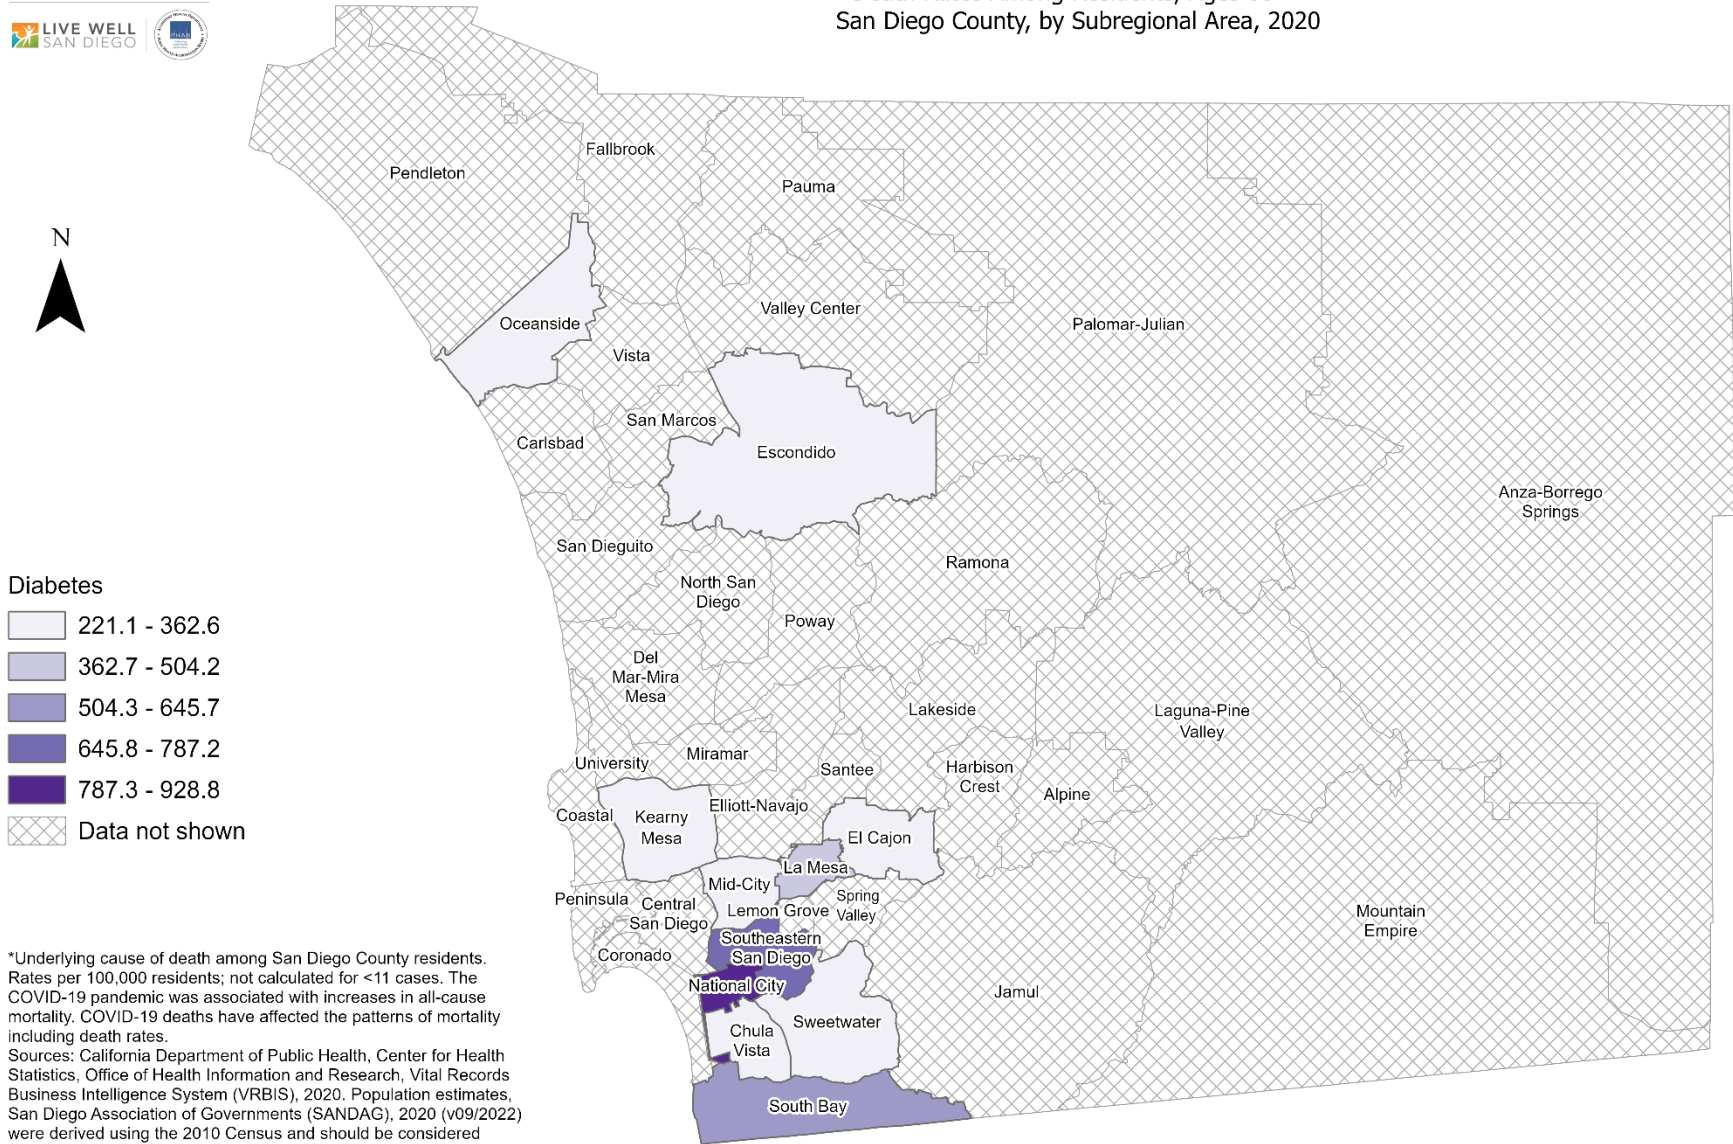 LIVE WELL
SAN DIEGO
PHAB
San Diego County, by Subregional Area, 2020
N
Fallbrook
Pendleton
Pauma
Valley Center
Oceanside
Palomar-Julian
Vista
San Marcos
Carlsbad
Escondido
Anza-Borrego
Springs
San Dieguito
Ramona
North San
Diego
Poway
Del
Mar-Mira
Mesa
Lakeside
Laguna-Pine
Valley
Miramar
University
Santee
Harbison
Crest
Alpine
Elliott-Navajo
Coastal
Kearny
Mesa
El Cajon
La Mesa
Mid-City
Peninsula
Central
San Diego
Spring
Valley
Lemon Grove
Mountain
Empire
Southeastern
San Diego
Coronado
National City
Jamul
Sweetwater
Chula
Vista
South Bay
Diabetes
221.1 - 362.6
362.7 - 504.2
504.3 - 645.7
645.8 - 787.2
787.3 - 928.8
Data not shown
*Underlying cause of death among San Diego County residents.
Rates per 100,000 residents; not calculated for <11 cases. The
COVID-19 pandemic was associated with increases in all-cause
mortality. COVID-19 deaths have affected the patterns of mortality
including death rates.
Sources: California Department of Public Health, Center for Health
Statistics, Office of Health Information and Research, Vital Records
Business Intelligence System (VRBIS), 2020. Population estimates,
San Diego Association of Governments (SANDAG), 2020 (v09/2022)
were derived using the 2010 Census and should be considered